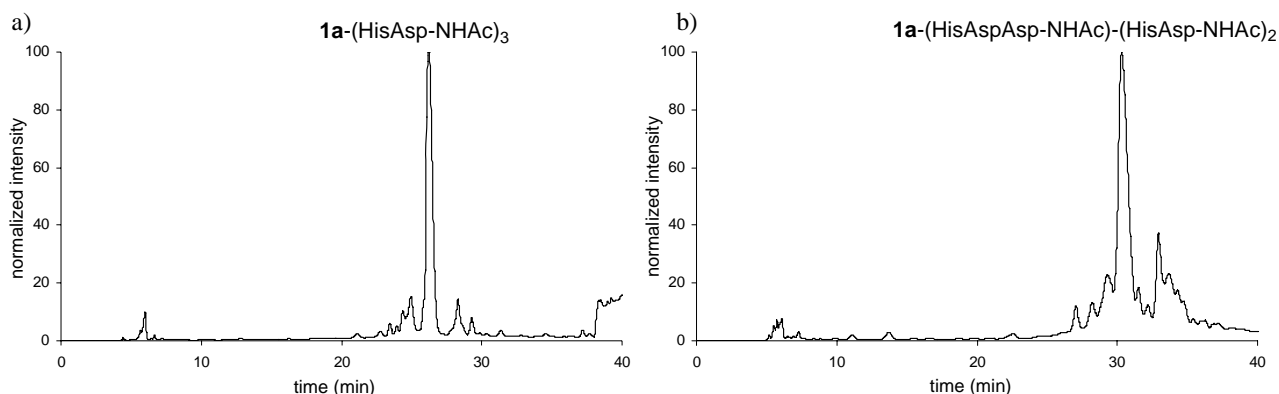 a)
1a-(HisAsp-NHAc)₃
normalized intensity
100
80
60
40
20
0
0 10 20 30 40
time (min)
b)
1a-(HisAspAsp-NHAc)-(HisAsp-NHAc)₂
normalized intensity
100
80
60
40
20
0
0 10 20 30 40
time (min)